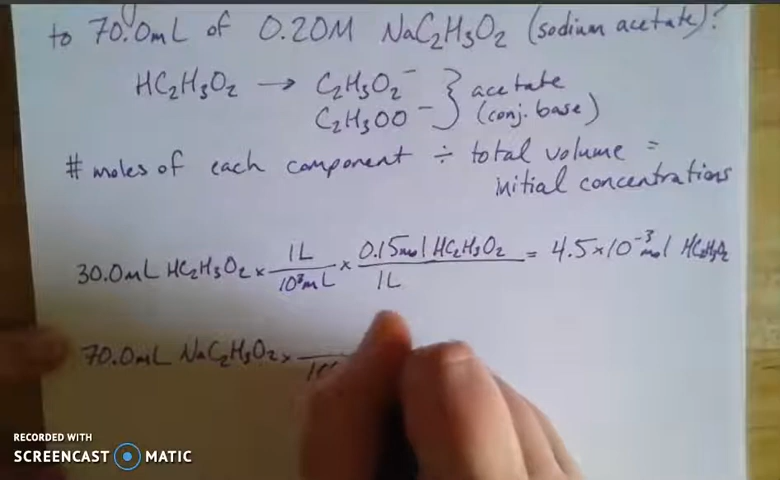 to 70.0mL of 0.20M NaC₂H₃O₂ (sodium acetate)?
HC₂H₃O₂ → C₂H₃O₂⁻ } acetate
C₂H₃OO⁻ (conj. base)
# moles of each component ÷ total volume =
initial concentrations
30.0mL HC₂H₃O₂ × 1L / 10³mL × 0.15mol HC₂H₃O₂ / 1L = 4.5×10⁻³ mol HC₂H₃O₂
70.0mL NaC₂H₃O₂ ×
RECORDED WITH
SCREENCAST MATIC